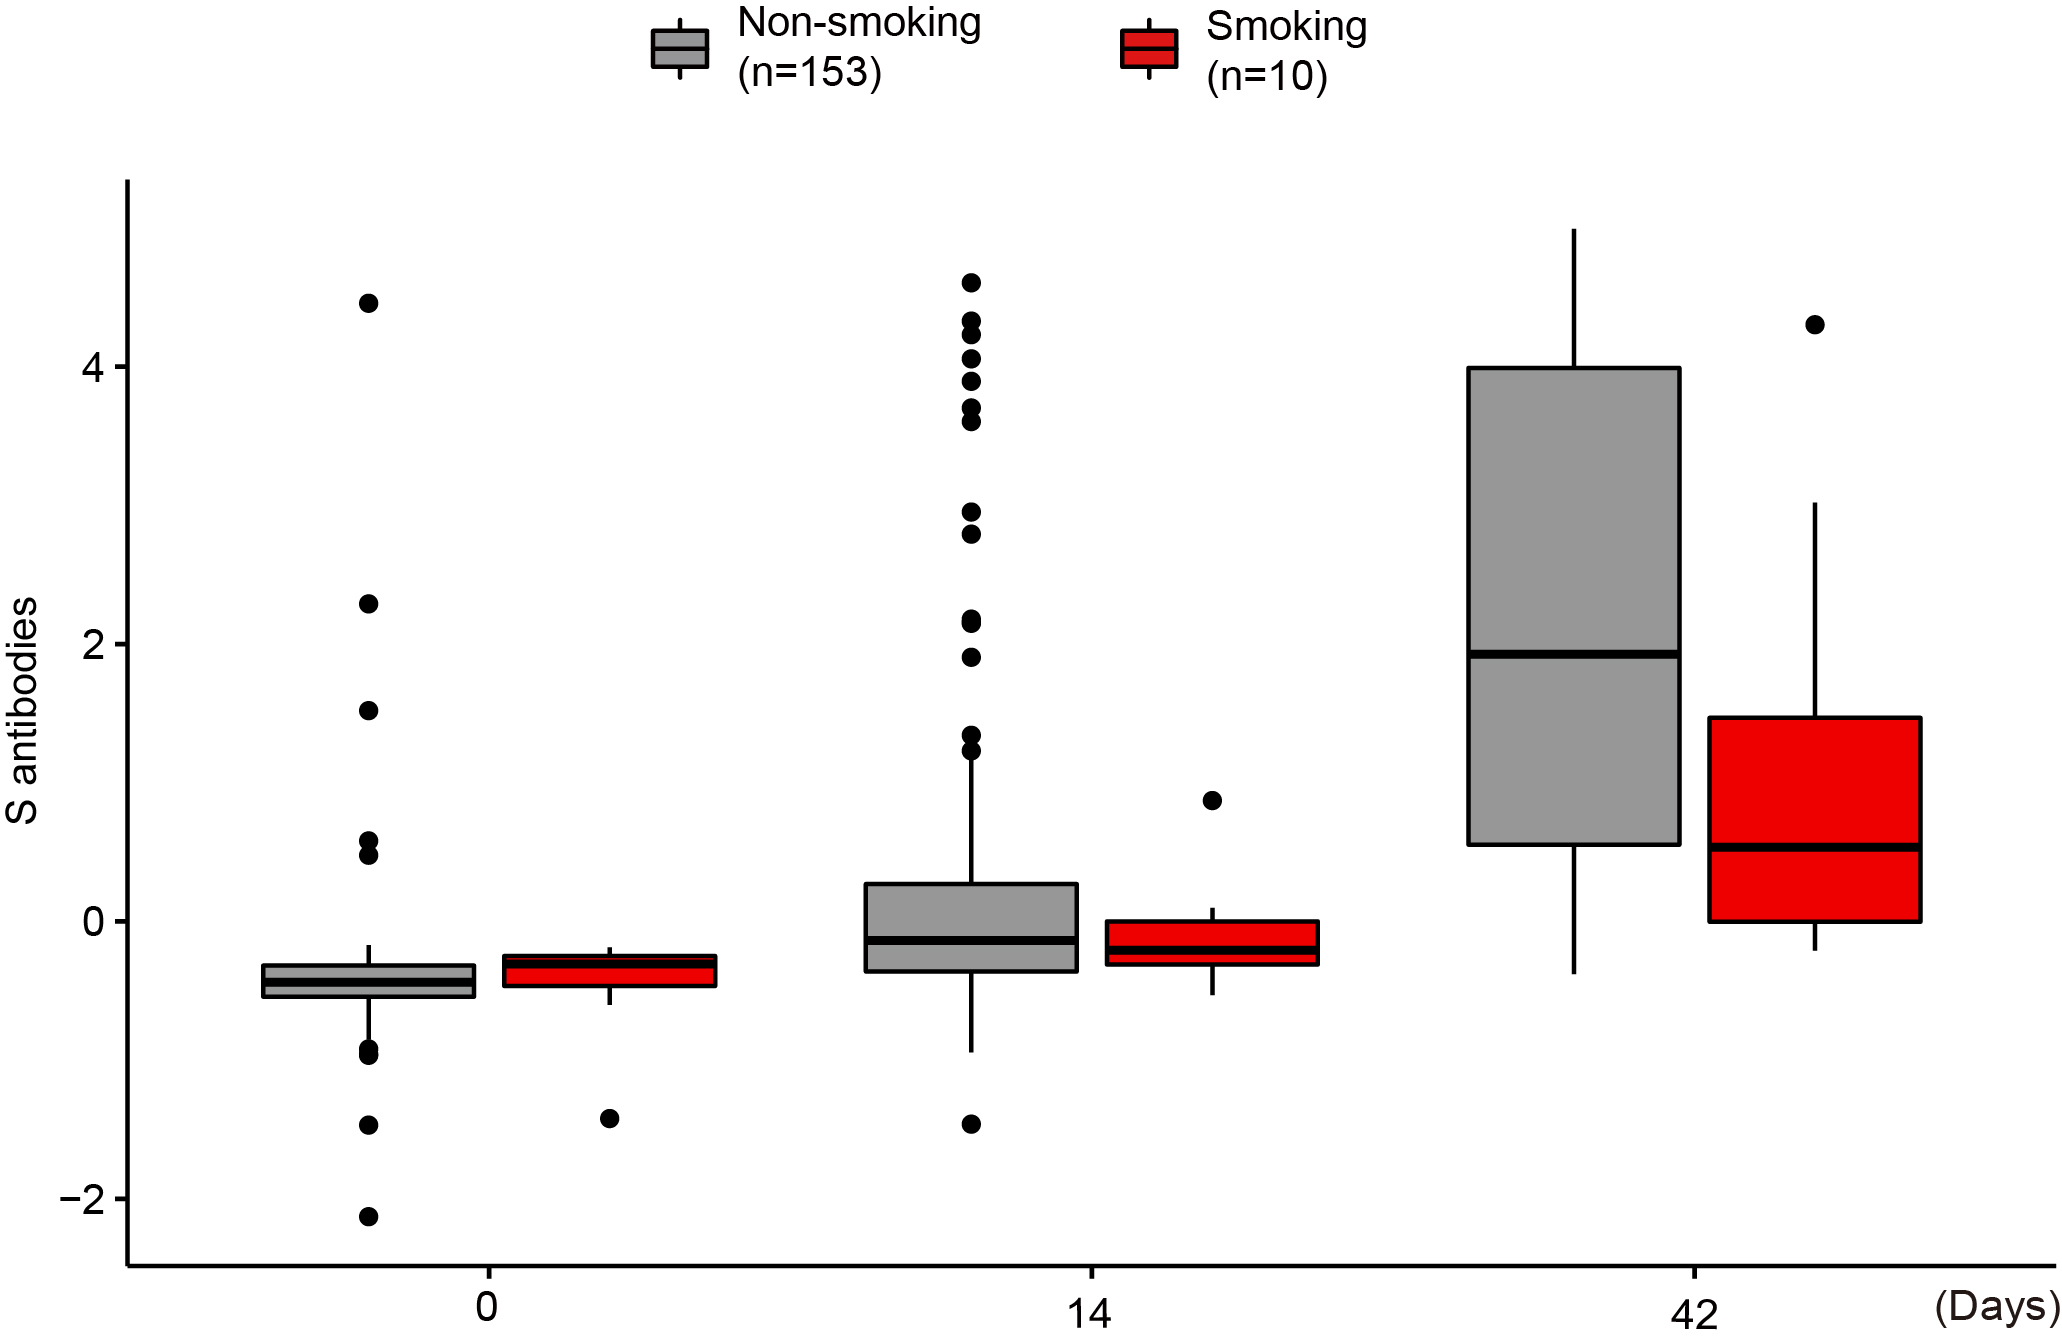 Non-smoking
(n=153)
Smoking
(n=10)
S antibodies
4
2
0
−2
0
14
42
(Days)